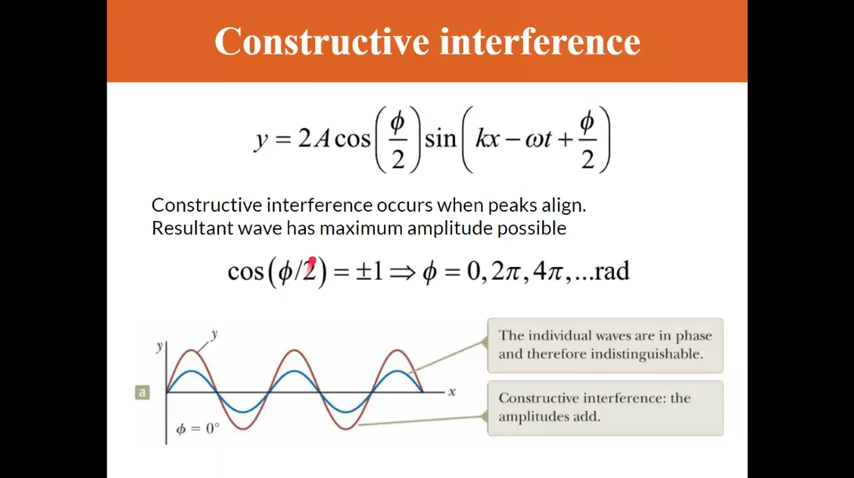 Constructive interference
y = 2A cos(ϕ/2) sin(kx − ωt + ϕ/2)
Constructive interference occurs when peaks align.
Resultant wave has maximum amplitude possible
cos(ϕ/2) = ±1 ⇒ ϕ = 0, 2π, 4π,...rad
y
y
The individual waves are in phase
and therefore indistinguishable.
a
x
Constructive interference: the
amplitudes add.
ϕ = 0°